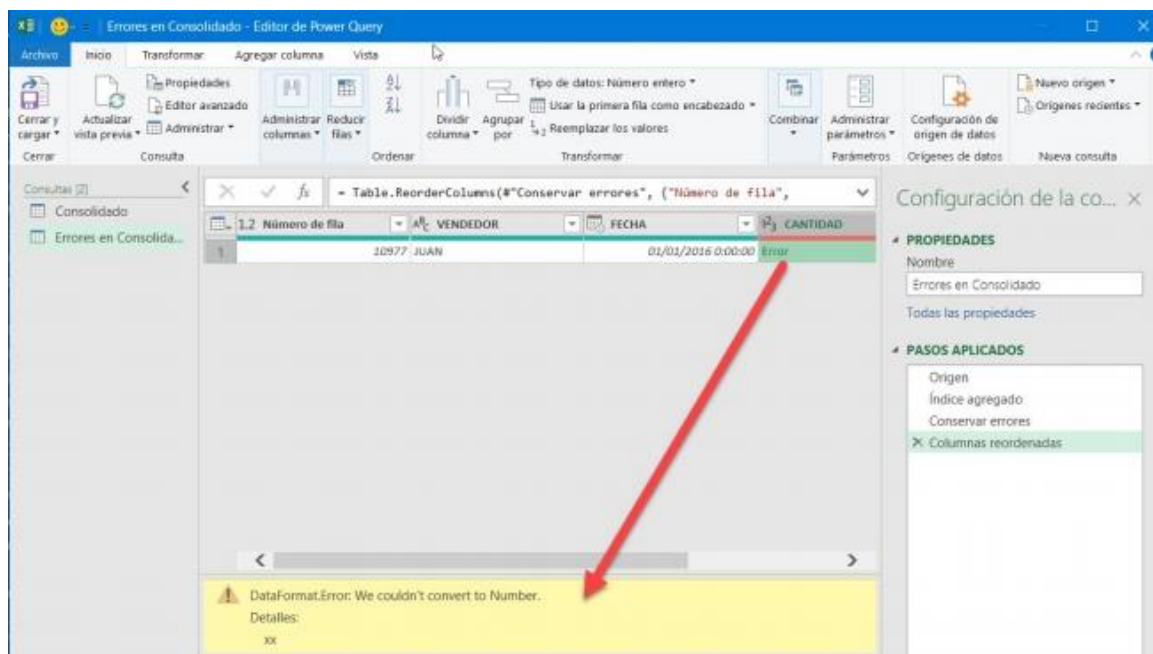 Errores en Consolidado - Editor de Power Query
Archivo Inicio Transformar Agregar columna Vista
Cerrar y cargar
Actualizar vista previa
Propiedades
Editor avanzado
Administrar
Administrar columnas
Reducir filas
Dividir columna
Agrupar por
Tipo de datos: Número entero
Usar la primera fila como encabezado
Reemplazar los valores
Combinar
Administrar parámetros
Configuración de origen de datos
Nuevo origen
Orígenes recientes
Cerrar Consulta Ordenar Transformar Parámetros Orígenes de datos Nueva consulta
Consultas [2]
Consolidado
Errores en Consolida...
fx = Table.ReorderColumns(#"Conservar errores", {"Número de fila",
1.2 Número de fila ABC VENDEDOR FECHA 123 CANTIDAD
1 10977 JUAN 01/01/2016 0:00:00 Error
DataFormat.Error: We couldn't convert to Number.
Detalles:
xx
Configuración de la co... ×
PROPIEDADES
Nombre
Errores en Consolidado
Todas las propiedades
PASOS APLICADOS
Origen
Índice agregado
Conservar errores
Columnas reordenadas